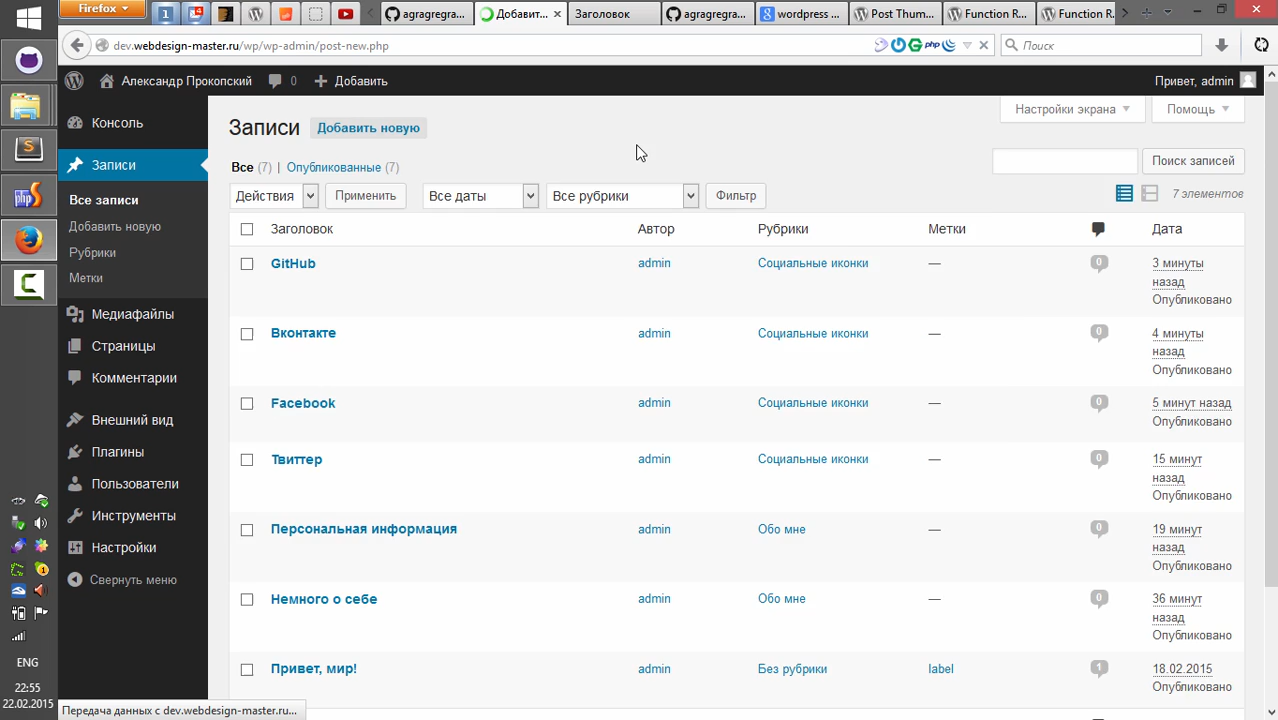 Firefox
agragregra...
Добавит...
Заголовок
agragregra...
wordpress ...
Post Thum...
Function R...
Function R...
dev.webdesign-master.ru/wp/wp-admin/post-new.php
php
Поиск
Александр Прокопский
0
Добавить
Привет, admin
Консоль
Записи
Все записи
Добавить новую
Рубрики
Метки
Медиафайлы
Страницы
Комментарии
Внешний вид
Плагины
Пользователи
Инструменты
Настройки
Свернуть меню
Настройки экрана
Помощь
Записи
Добавить новую
Все (7) | Опубликованные (7)
Поиск записей
Действия
Применить
Все даты
Все рубрики
Фильтр
7 элементов
Заголовок Автор Рубрики Метки Дата
GitHub admin Социальные иконки — 0 3 минуты
назад
Опубликовано
Вконтакте admin Социальные иконки — 0 4 минуты
назад
Опубликовано
Facebook admin Социальные иконки — 0 5 минут назад
Опубликовано
Твиттер admin Социальные иконки — 0 15 минут
назад
Опубликовано
Персональная информация admin Обо мне — 0 19 минут
назад
Опубликовано
Немного о себе admin Обо мне — 0 36 минут
назад
Опубликовано
Привет, мир! admin Без рубрики label 1 18.02.2015
Опубликовано
ENG
22:55
22.02.2015
Передача данных с dev.webdesign-master.ru...